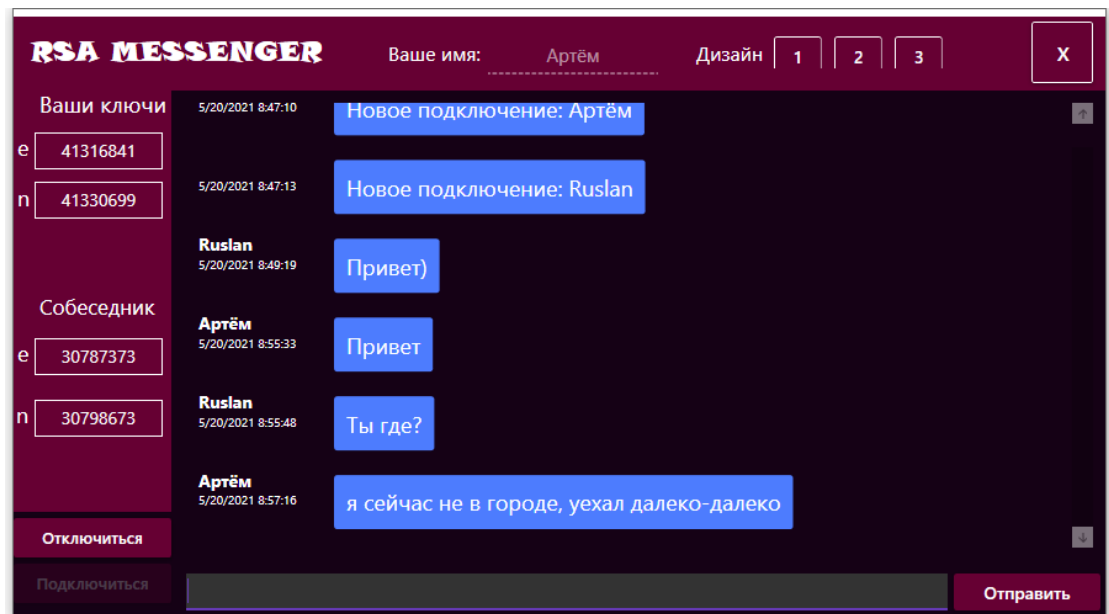 RSA MESSENGER Ваше имя: Артём Дизайн 1 2 3 X
Ваши ключи
e 41316841
n 41330699
Собеседник
e 30787373
n 30798673
Отключиться
Подключиться
5/20/2021 8:47:10 Новое подключение: Артём
5/20/2021 8:47:13 Новое подключение: Ruslan
Ruslan
5/20/2021 8:49:19 Привет)
Артём
5/20/2021 8:55:33 Привет
Ruslan
5/20/2021 8:55:48 Ты где?
Артём
5/20/2021 8:57:16 я сейчас не в городе, уехал далеко-далеко
Отправить